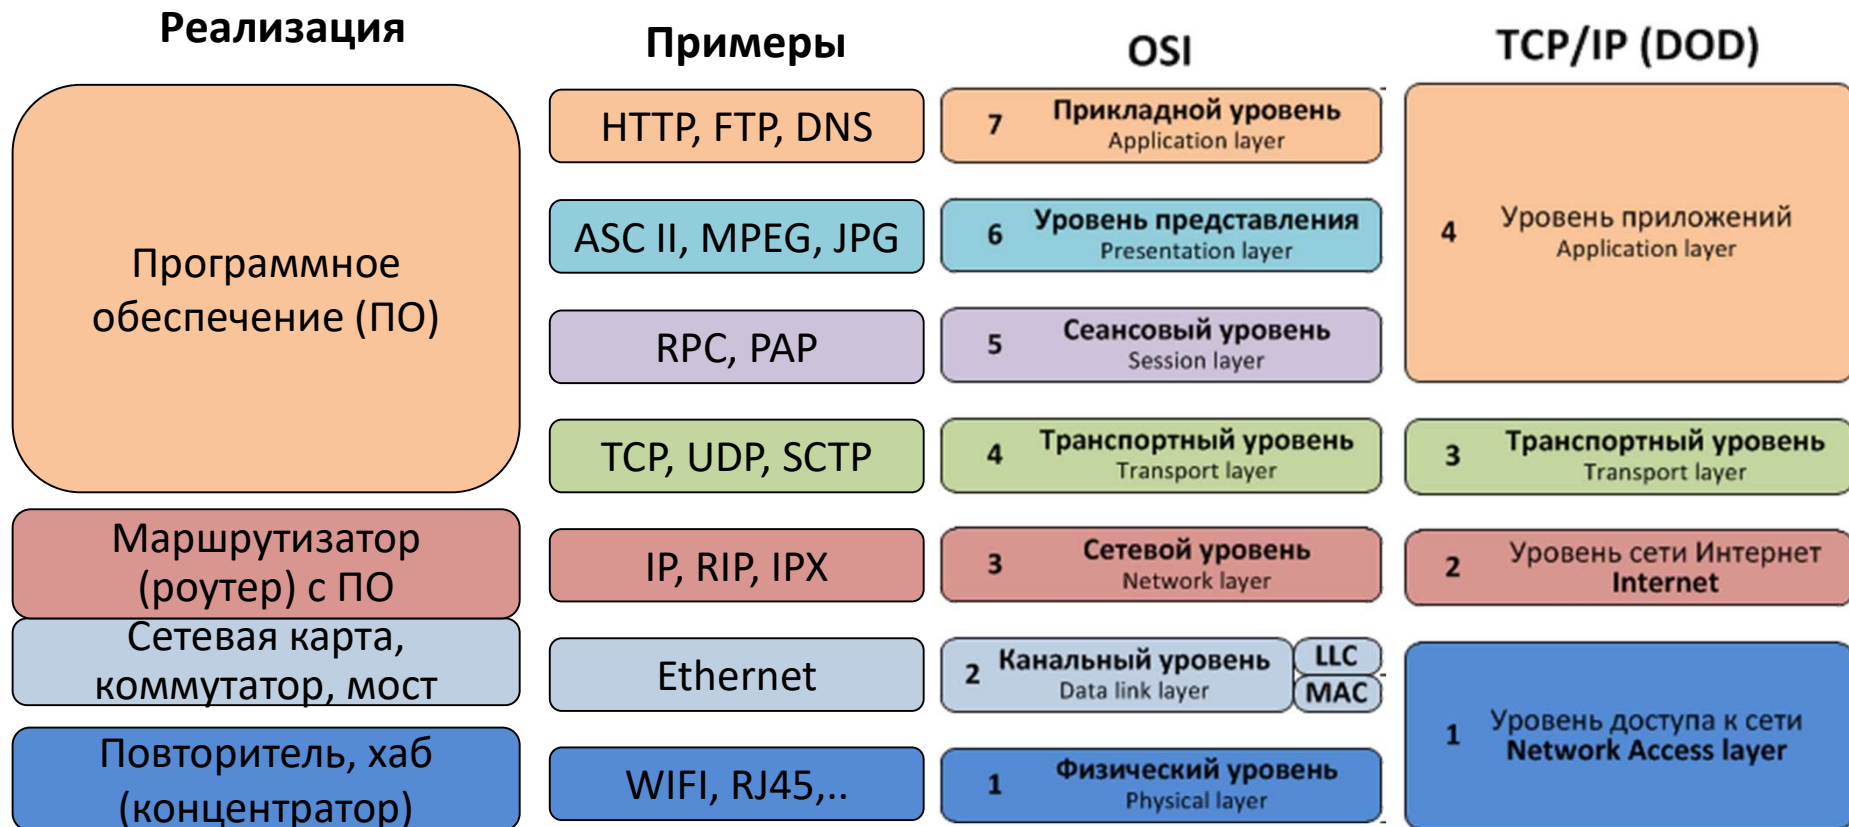 Реализация
Примеры
OSI
TCP/IP (DOD)
Программное
обеспечение (ПО)
HTTP, FTP, DNS
7
Прикладной уровень
Application layer
4
Уровень приложений
Application layer
ASC II, MPEG, JPG
6
Уровень представления
Presentation layer
RPC, PAP
5
Сеансовый уровень
Session layer
TCP, UDP, SCTP
4
Транспортный уровень
Transport layer
3
Транспортный уровень
Transport layer
Маршрутизатор
(роутер) с ПО
IP, RIP, IPX
3
Сетевой уровень
Network layer
2
Уровень сети Интернет
Internet
Сетевая карта,
коммутатор, мост
Ethernet
2
Канальный уровень
Data link layer
LLC
MAC
1
Уровень доступа к сети
Network Access layer
Повторитель, хаб
(концентратор)
WIFI, RJ45,..
1
Физический уровень
Physical layer